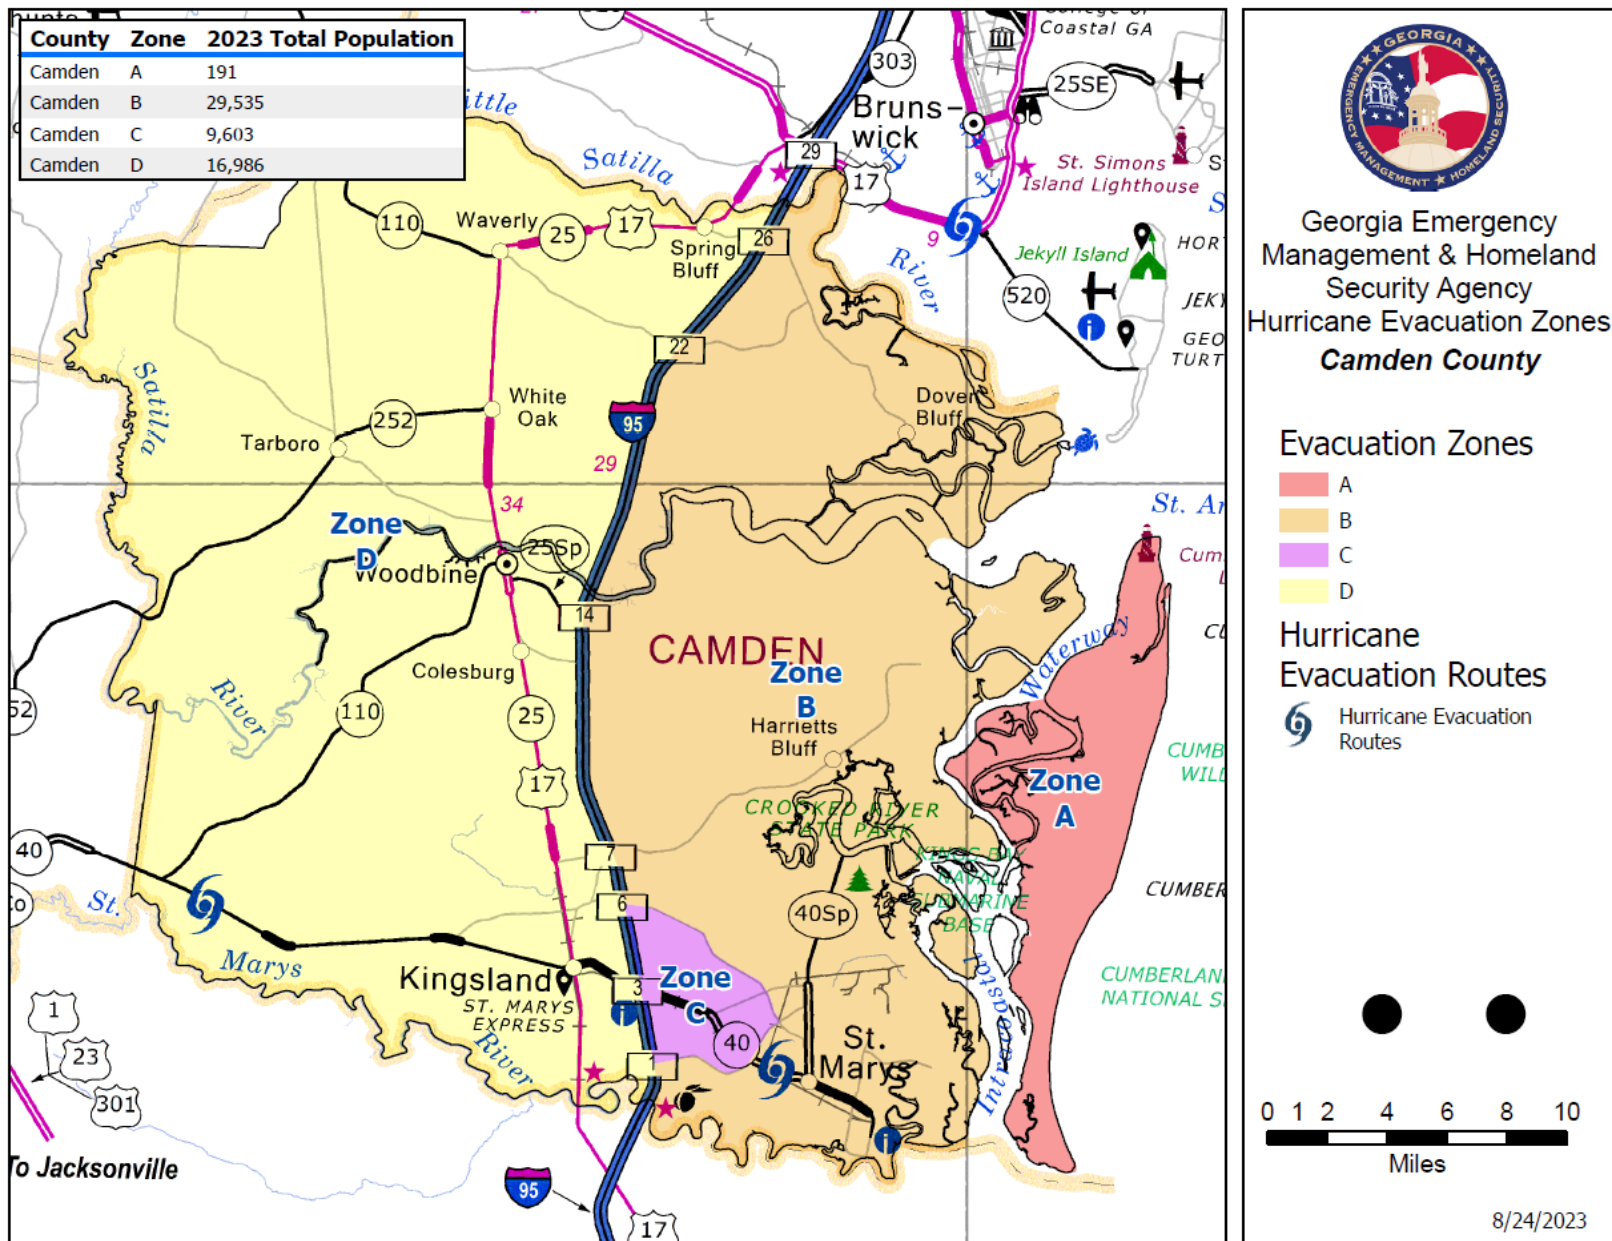 County Zone 2023 Total Population
Camden A 191
Camden B 29,535
Camden C 9,603
Camden D 16,986
Coastal GA
303
25SE
Bruns-
wick
29
17
St. Simons
Island Lighthouse
Satilla
110
Waverly
25
17
Spring
Bluff
26
9
River
Jekyll Island
520
22
Satilla
White
Oak
252
Tarboro
95
29
34
Dover
Bluff
Zone
D
Woodbine
25Sp
14
CAMDEN
Zone
B
Harrietts
Bluff
Waterway
Colesburg
River
110
25
17
Zone
A
CROOKED RIVER
STATE PARK
KINGS BAY
NAVAL
SUBMARINE
BASE
40
7
6
40Sp
St.
Marys
River
Kingsland
ST. MARYS
EXPRESS
3
Zone
C
40
1
St.
Marys
Intracoastal
CUMBERLAN
NATIONAL S
1
23
301
To Jacksonville
95
17
GEORGIA
EMERGENCY MANAGEMENT ★ HOMELAND SECURITY
Georgia Emergency
Management & Homeland
Security Agency
Hurricane Evacuation Zones
Camden County
Evacuation Zones
A
B
C
D
Hurricane
Evacuation Routes
Hurricane Evacuation
Routes
0 1 2 4 6 8 10
Miles
8/24/2023